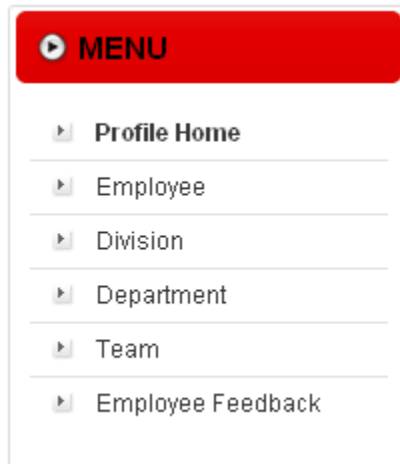 MENU
Profile Home
Employee
Division
Department
Team
Employee Feedback